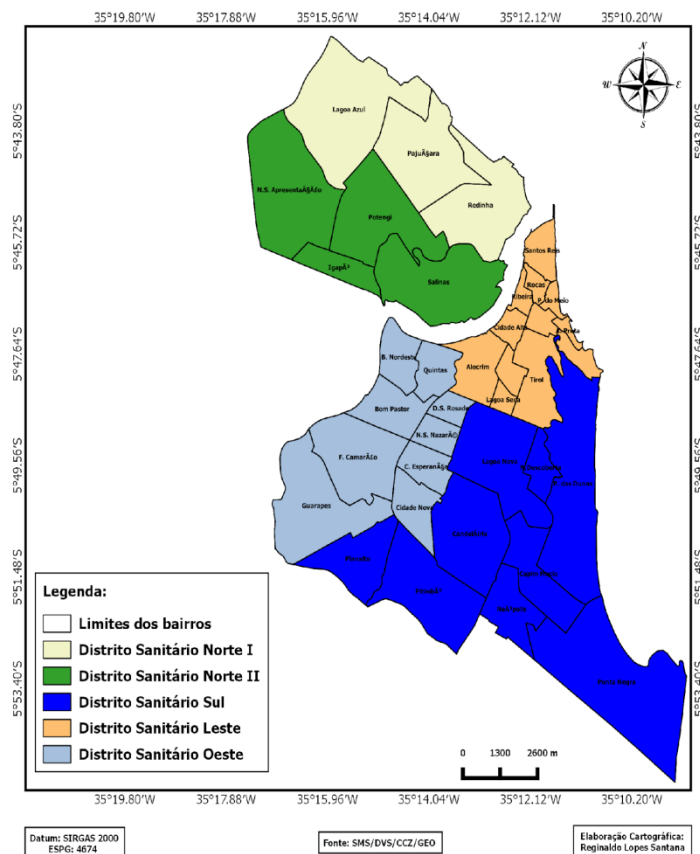 35°19.80'W 35°17.88'W 35°15.96'W 35°14.04'W 35°12.12'W 35°10.20'W
5°43.80'S 5°43.80'S
5°45.72'S 5°45.72'S
5°47.64'S 5°47.64'S
5°49.56'S 5°49.56'S
5°51.48'S 5°51.48'S
5°53.40'S 5°53.40'S
N
W E
S
Lagoa Azul
PajuÃ§ara
N.S. ApresentaÃ§Ã£o
Redinha
Potengi
IgapÃ³
Salinas
Santos Reis
Rocas
Ribeira
P. do Meio
Cidade Alta
A. Preta
B. Nordeste
Quintas
Alecrim
Tirol
Lagoa Seca
Bom Pastor
D.S. Rosado
N.S. NazarÃ©
F. CamarÃ£o
C. EsperanÃ§a
Lagoa Nova
Guarapes
Cidade Nova
Candelária
Planalto
PitimbÃº
Ponta Negra
Legenda:
Limites dos bairros
Distrito Sanitário Norte I
Distrito Sanitário Norte II
Distrito Sanitário Sul
Distrito Sanitário Leste
Distrito Sanitário Oeste
0 1300 2600 m
35°19.80'W 35°17.88'W 35°15.96'W 35°14.04'W 35°12.12'W 35°10.20'W
Datum: SIRGAS 2000
ESPG: 4674
Fonte: SMS/DVS/CCZ/GEO
Elaboração Cartográfica:
Reginaldo Lopes Santana